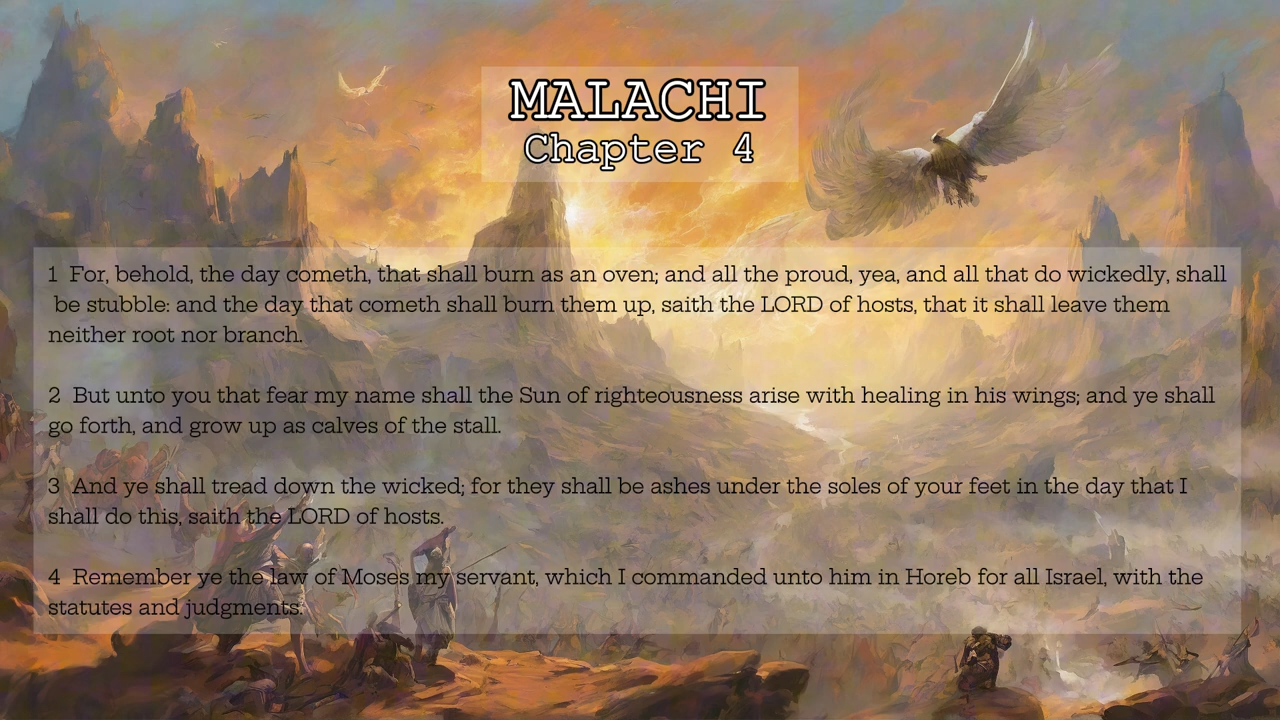 MALACHI
Chapter 4
1 For, behold, the day cometh, that shall burn as an oven; and all the proud, yea, and all that do wickedly, shall
be stubble: and the day that cometh shall burn them up, saith the LORD of hosts, that it shall leave them
neither root nor branch.
2 But unto you that fear my name shall the Sun of righteousness arise with healing in his wings; and ye shall
go forth, and grow up as calves of the stall.
3 And ye shall tread down the wicked; for they shall be ashes under the soles of your feet in the day that I
shall do this, saith the LORD of hosts.
4 Remember ye the law of Moses my servant, which I commanded unto him in Horeb for all Israel, with the
statutes and judgments.